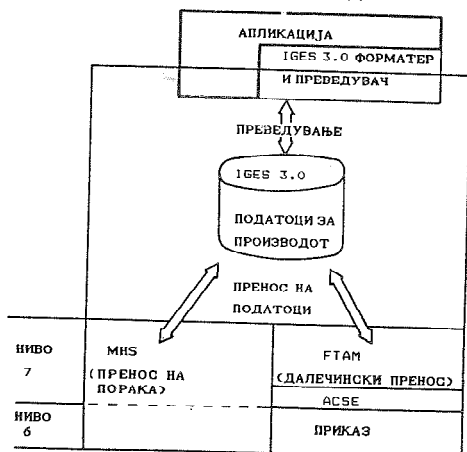 АПЛИКАЦИЈА
IGES 3.0 ФОРМАТЕР
И ПРЕВЕДУВАЧ
ПРЕВЕДУВАЊЕ
IGES 3.0
ПОДАТОЦИ ЗА
ПРОИЗВОДОТ
ПРЕНОС НА
ПОДАТОЦИ
НИВО
7
MHS
(ПРЕНОС НА
ПОРАКА)
FTAM
(ДАЛЕЧИНСКИ ПРЕНОС)
ACSE
НИВО
6
ПРИКАЗ